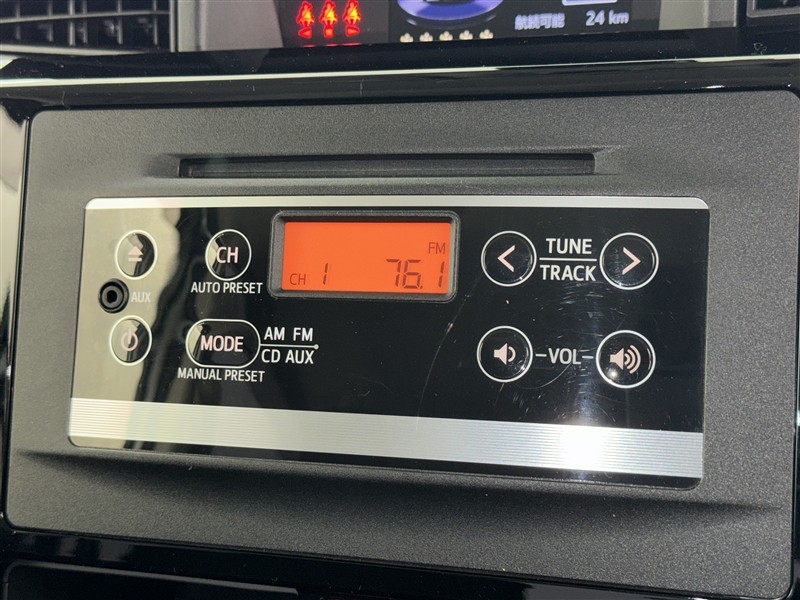 航続可能 24 km
CH
AUTO PRESET
FM
CH 1 76.1
TUNE
TRACK
AUX
MODE
AM FM
CD AUX
MANUAL PRESET
VOL